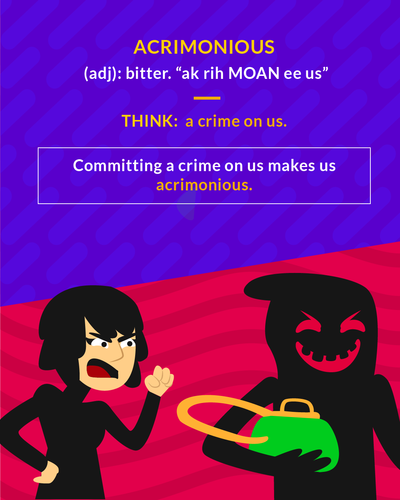 ACRIMONIOUS
(adj): bitter. “ak rih MOAN ee us”
THINK: a crime on us.
Committing a crime on us makes us
acrimonious.